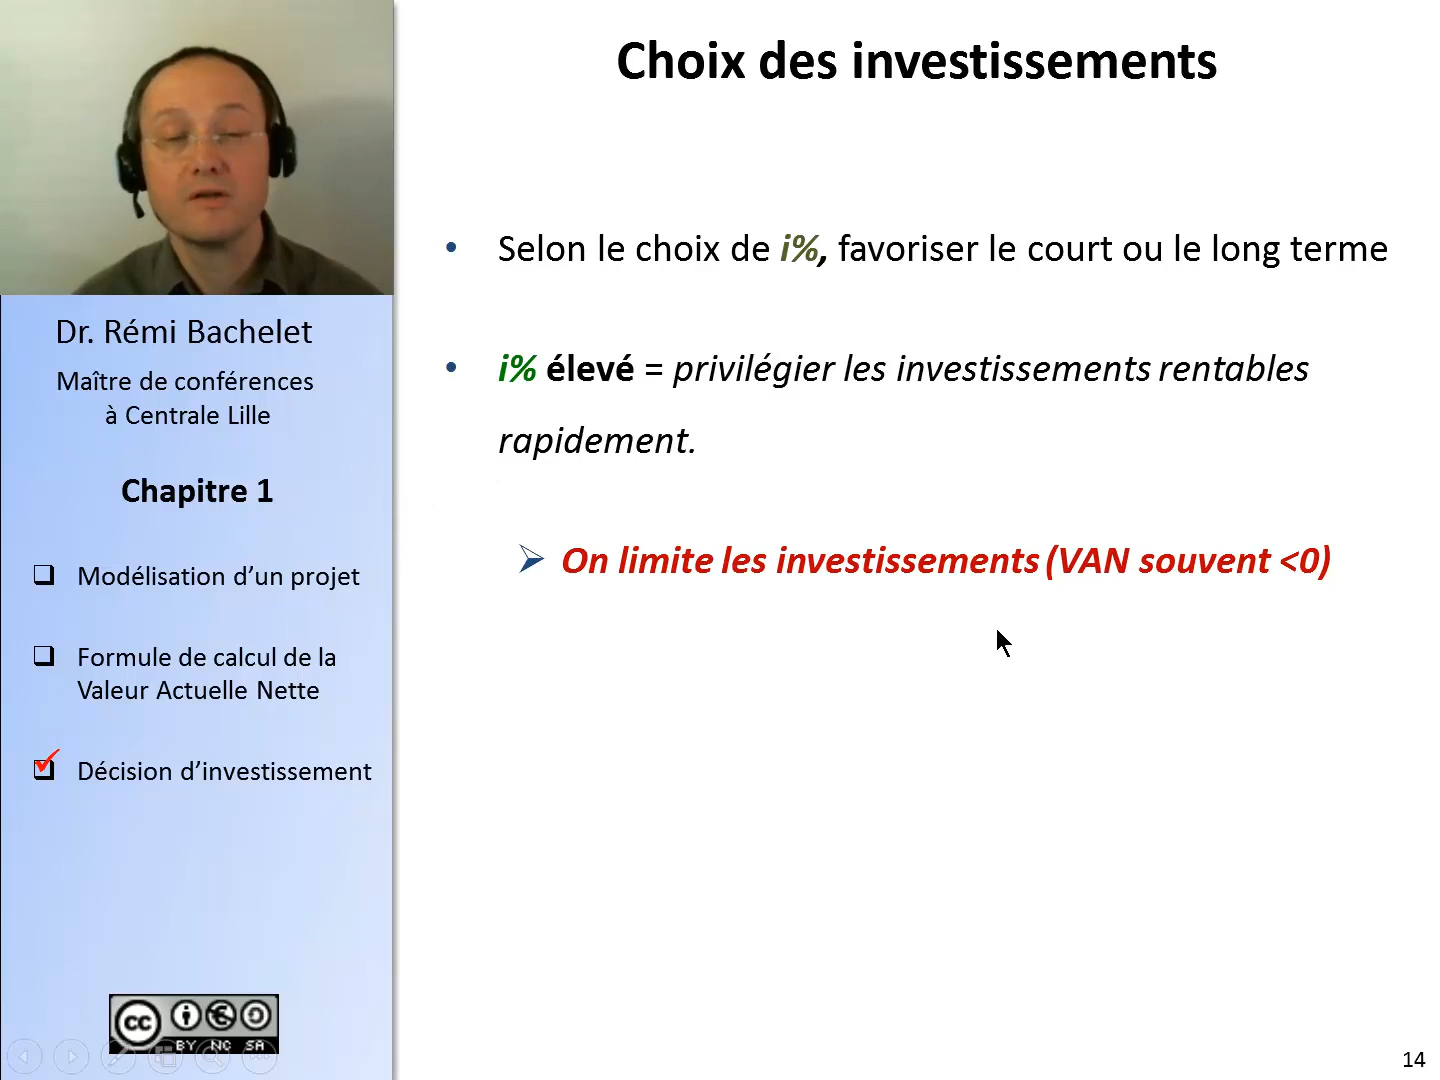 Choix des investissements
Selon le choix de i%, favoriser le court ou le long terme
i% élevé = privilégier les investissements rentables
rapidement.
On limite les investissements (VAN souvent <0)
Dr. Rémi Bachelet
Maître de conférences
à Centrale Lille
Chapitre 1
Modélisation d’un projet
Formule de calcul de la
Valeur Actuelle Nette
Décision d’investissement
cc
BY NC SA
14